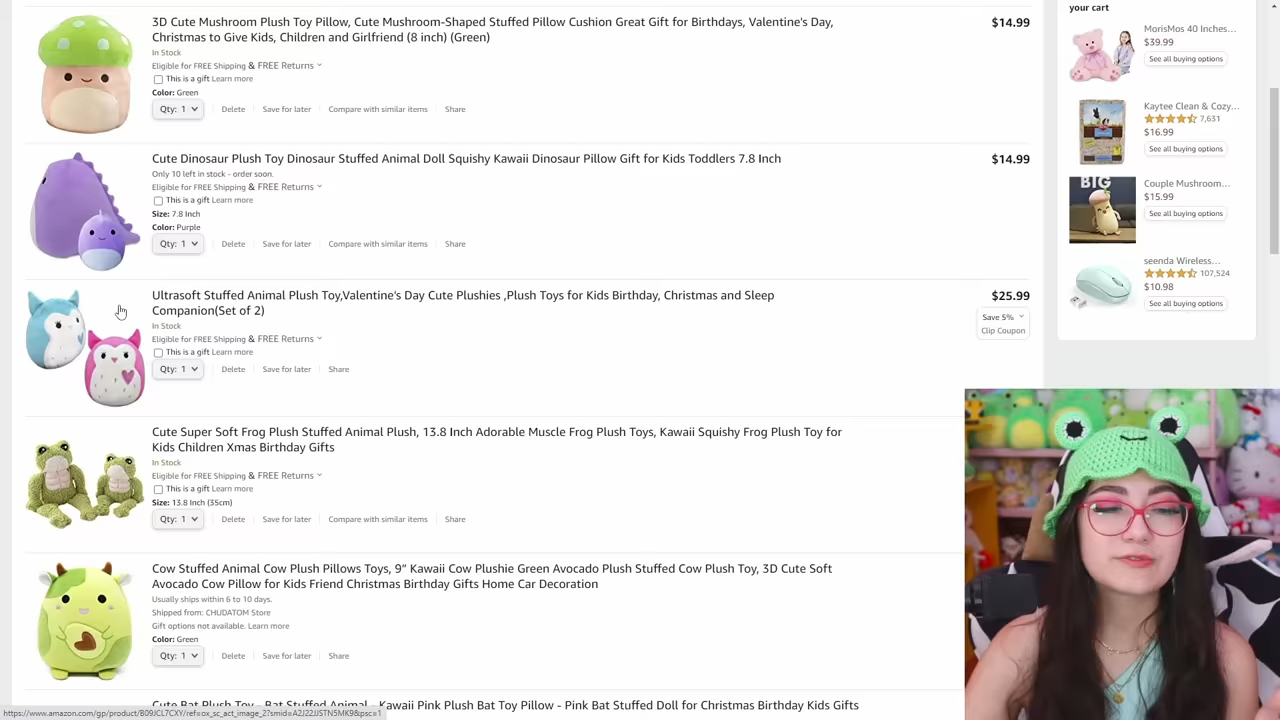 3D Cute Mushroom Plush Toy Pillow, Cute Mushroom-Shaped Stuffed Pillow Cushion Great Gift for Birthdays, Valentine's Day,
Christmas to Give Kids, Children and Girlfriend (8 inch) (Green)
$14.99
In Stock
Eligible for FREE Shipping & FREE Returns
This is a gift Learn more
Color: Green
Qty: 1
Delete
Save for later
Compare with similar items
Share
Cute Dinosaur Plush Toy Dinosaur Stuffed Animal Doll Squishy Kawaii Dinosaur Pillow Gift for Kids Toddlers 7.8 Inch
$14.99
Only 10 left in stock - order soon.
Eligible for FREE Shipping & FREE Returns
This is a gift Learn more
Size: 7.8 Inch
Color: Purple
Qty: 1
Delete
Save for later
Compare with similar items
Share
Ultrasoft Stuffed Animal Plush Toy,Valentine's Day Cute Plushies ,Plush Toys for Kids Birthday, Christmas and Sleep
Companion(Set of 2)
$25.99
Save 5%
Clip Coupon
In Stock
Eligible for FREE Shipping & FREE Returns
This is a gift Learn more
Qty: 1
Delete
Save for later
Share
Cute Super Soft Frog Plush Stuffed Animal Plush, 13.8 Inch Adorable Muscle Frog Plush Toys, Kawaii Squishy Frog Plush Toy for
Kids Children Xmas Birthday Gifts
In Stock
Eligible for FREE Shipping & FREE Returns
This is a gift Learn more
Size: 13.8 Inch (35cm)
Qty: 1
Delete
Save for later
Compare with similar items
Share
Cow Stuffed Animal Cow Plush Pillows Toys, 9” Kawaii Cow Plushie Green Avocado Plush Stuffed Cow Plush Toy, 3D Cute Soft
Avocado Cow Pillow for Kids Friend Christmas Birthday Gifts Home Car Decoration
Usually ships within 6 to 10 days.
Shipped from: CHUDATOM Store
Gift options not available. Learn more
Color: Green
Qty: 1
Delete
Save for later
Share
Cute Bat Plush Toy - Bat Stuffed Animal - Kawaii Pink Plush Bat Toy Pillow - Pink Bat Stuffed Doll for Christmas Birthday Kids Gifts
your cart
MorisMos 40 Inches...
$39.99
See all buying options
Kaytee Clean & Cozy...
7,631
$16.99
See all buying options
BIG
Couple Mushroom...
$15.99
See all buying options
seenda Wireless...
107,524
$10.98
See all buying options